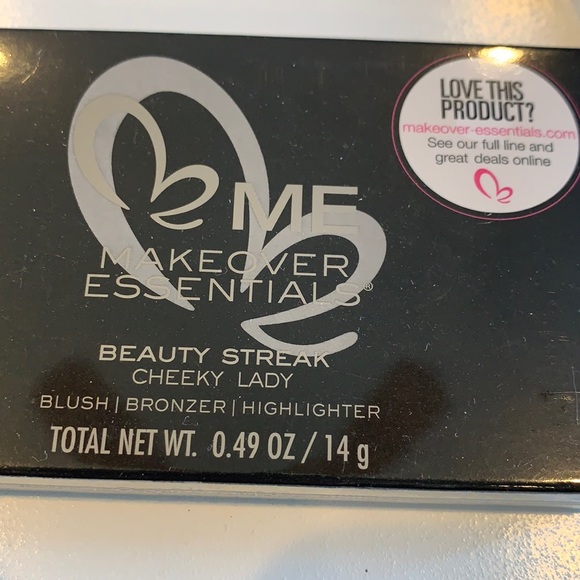 LOVE THIS
PRODUCT?
makeover-essentials.com
See our full line and
great deals online
ME
MAKEOVER
ESSENTIALS®
BEAUTY STREAK
CHEEKY LADY
BLUSH | BRONZER | HIGHLIGHTER
TOTAL NET WT. 0.49 OZ / 14 g